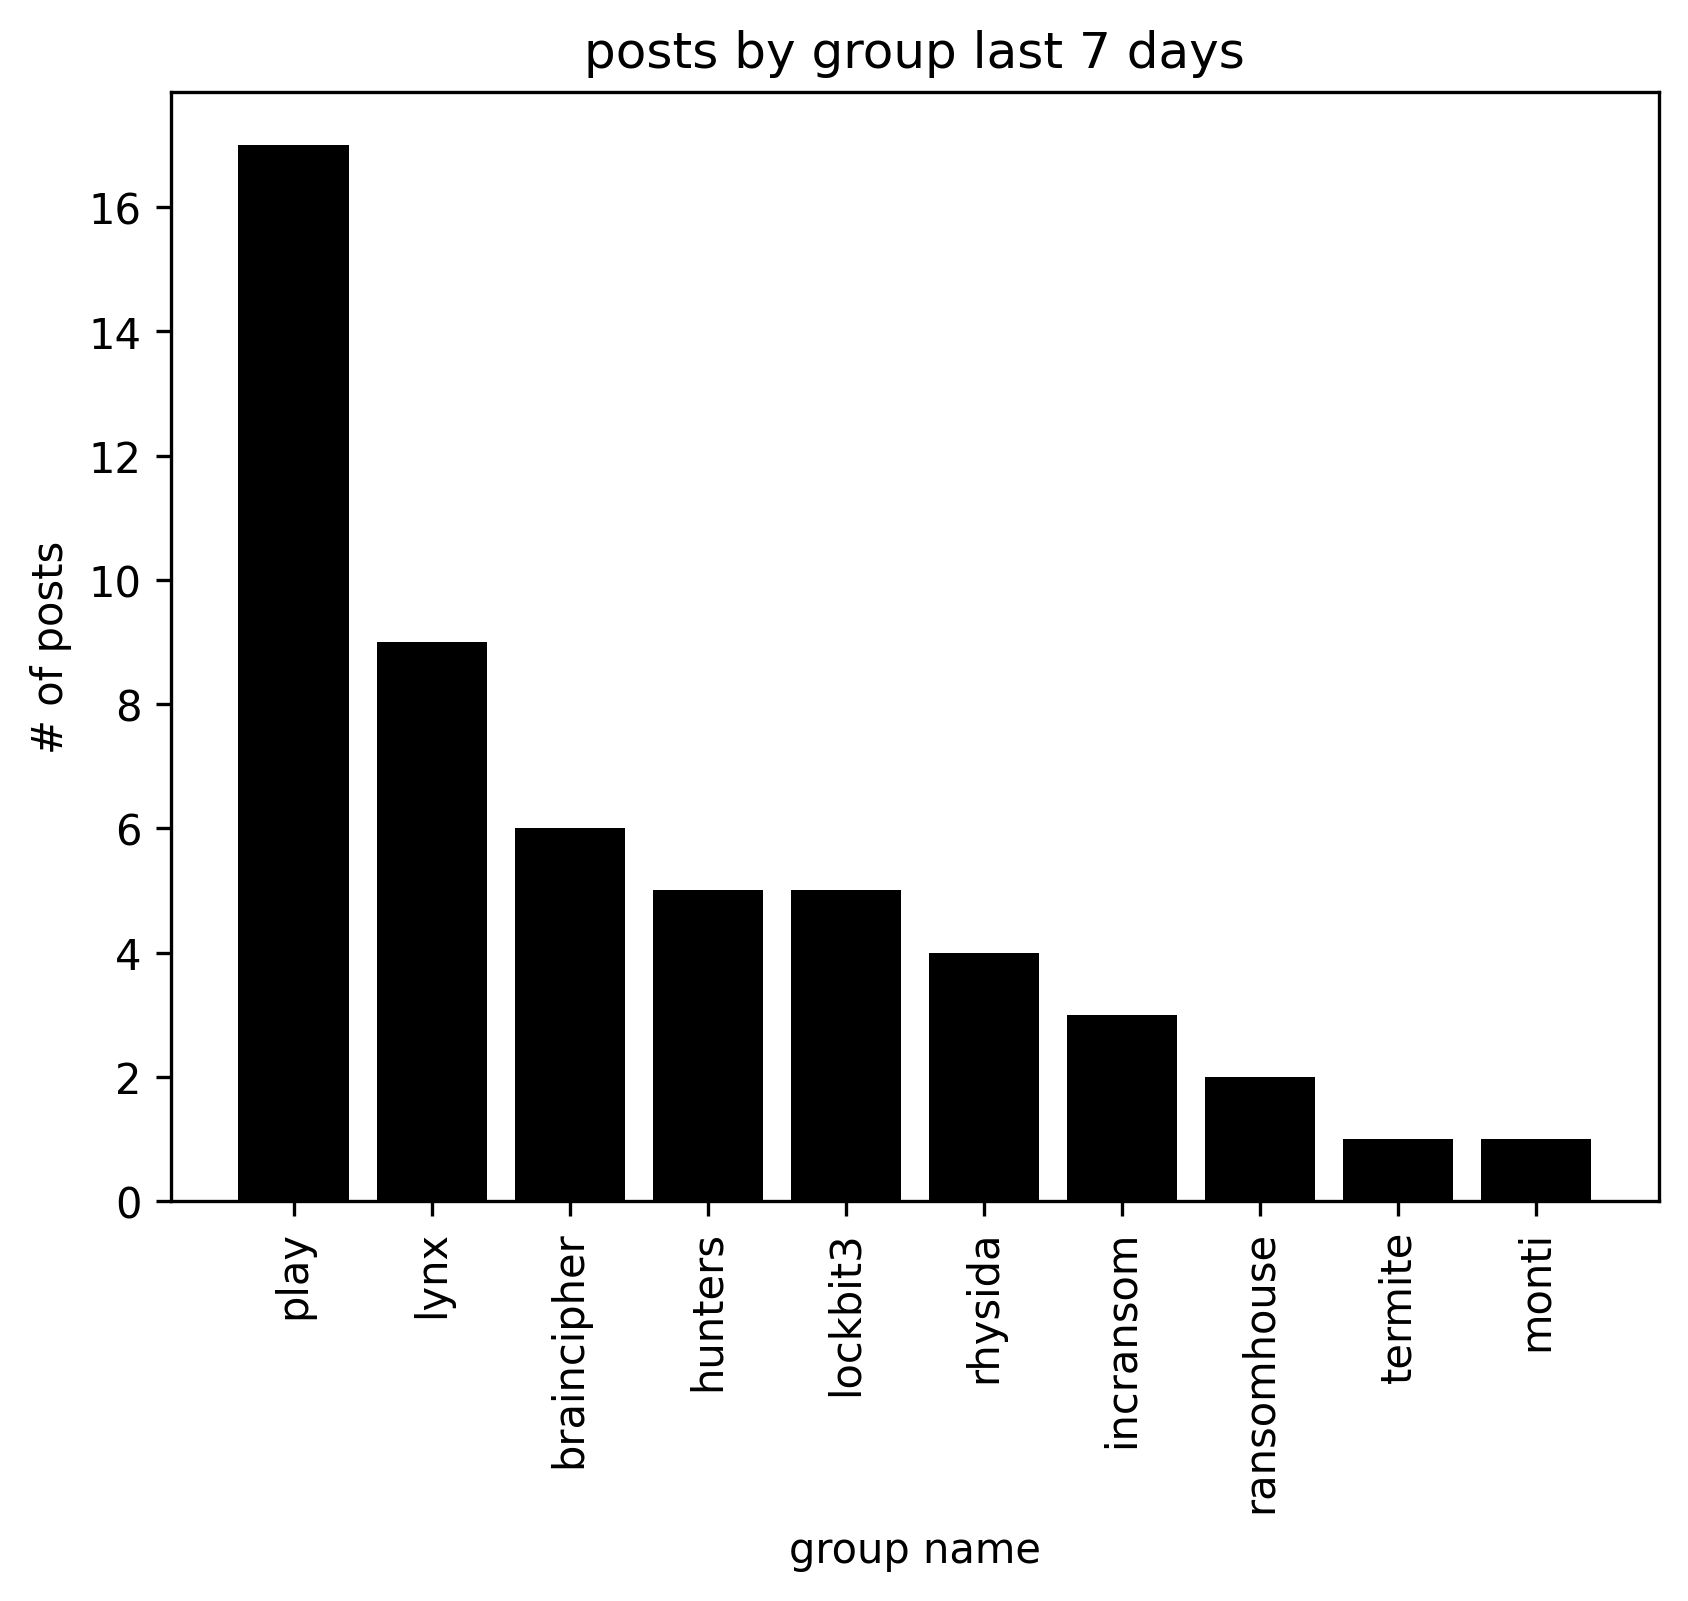 posts by group last 7 days
# of posts
16
14
12
10
8
6
4
2
0
play
lynx
braincipher
hunters
lockbit3
rhysida
incransom
ransomhouse
termite
monti
group name